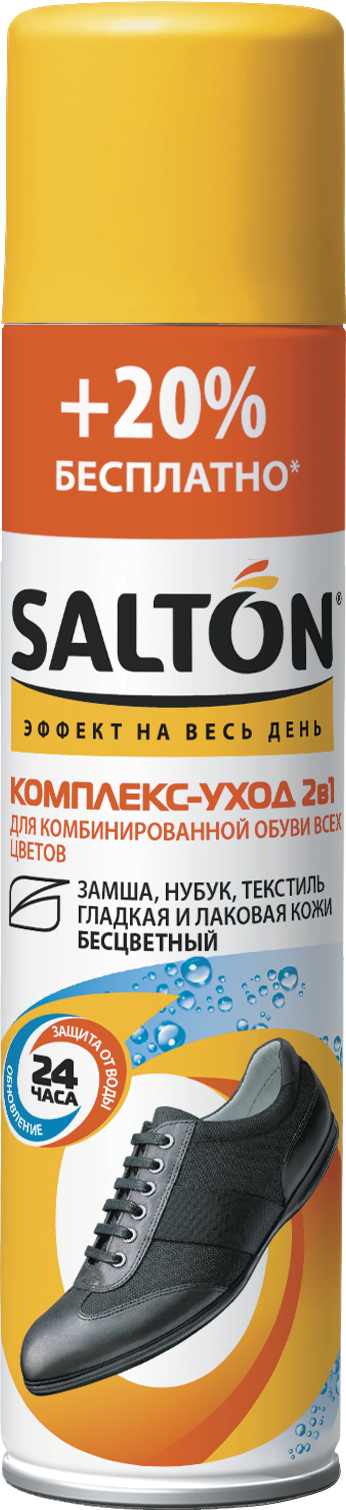 +20%
БЕСПЛАТНО*
SALTON®
ЭФФЕКТ НА ВЕСЬ ДЕНЬ
КОМПЛЕКС-УХОД 2в1
ДЛЯ КОМБИНИРОВАННОЙ ОБУВИ ВСЕХ
ЦВЕТОВ
ЗАМША, НУБУК, ТЕКСТИЛЬ
ГЛАДКАЯ И ЛАКОВАЯ КОЖИ
БЕСЦВЕТНЫЙ
ЗАЩИТА ОТ ВОДЫ
24
ЧАСА
ОБНОВЛЕНИЕ